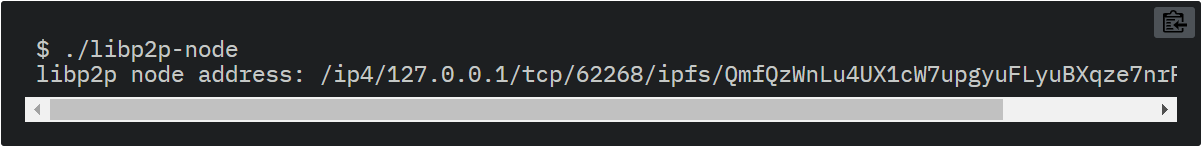 $ ./libp2p-node
libp2p node address: /ip4/127.0.0.1/tcp/62268/ipfs/QmfQzWnLu4UX1cW7upgyuFLyuBXqze7nr